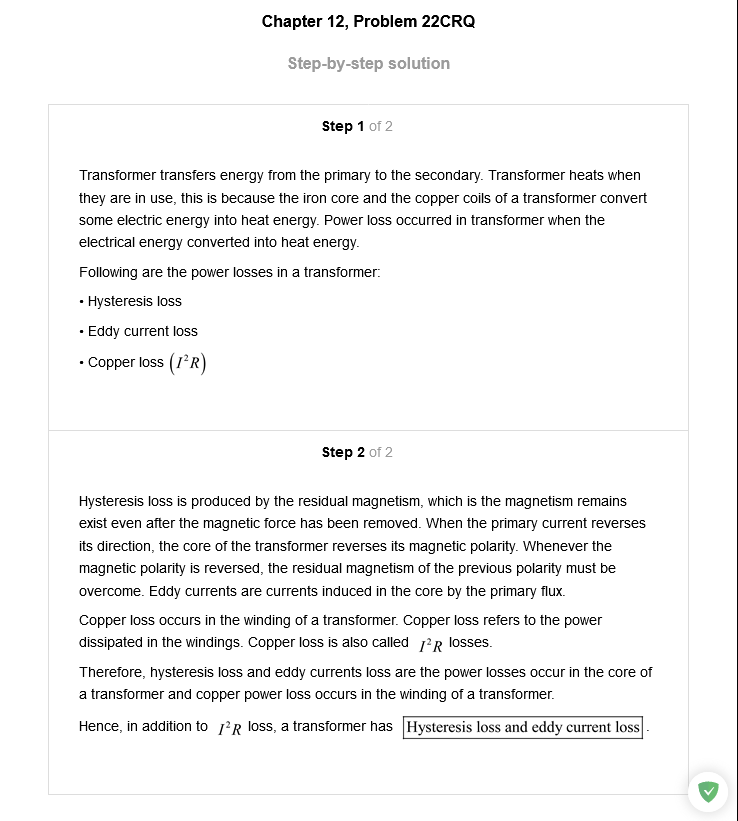 Chapter 12, Problem 22CRQ
Step-by-step solution
Step 1 of 2
Transformer transfers energy from the primary to the secondary. Transformer heats when
they are in use, this is because the iron core and the copper coils of a transformer convert
some electric energy into heat energy. Power loss occurred in transformer when the
electrical energy converted into heat energy.
Following are the power losses in a transformer:
• Hysteresis loss
• Eddy current loss
• Copper loss (I²R)
Step 2 of 2
Hysteresis loss is produced by the residual magnetism, which is the magnetism remains
exist even after the magnetic force has been removed. When the primary current reverses
its direction, the core of the transformer reverses its magnetic polarity. Whenever the
magnetic polarity is reversed, the residual magnetism of the previous polarity must be
overcome. Eddy currents are currents induced in the core by the primary flux.
Copper loss occurs in the winding of a transformer. Copper loss refers to the power
dissipated in the windings. Copper loss is also called I²R losses.
Therefore, hysteresis loss and eddy currents loss are the power losses occur in the core of
a transformer and copper power loss occurs in the winding of a transformer.
Hence, in addition to I²R loss, a transformer has Hysteresis loss and eddy current loss.